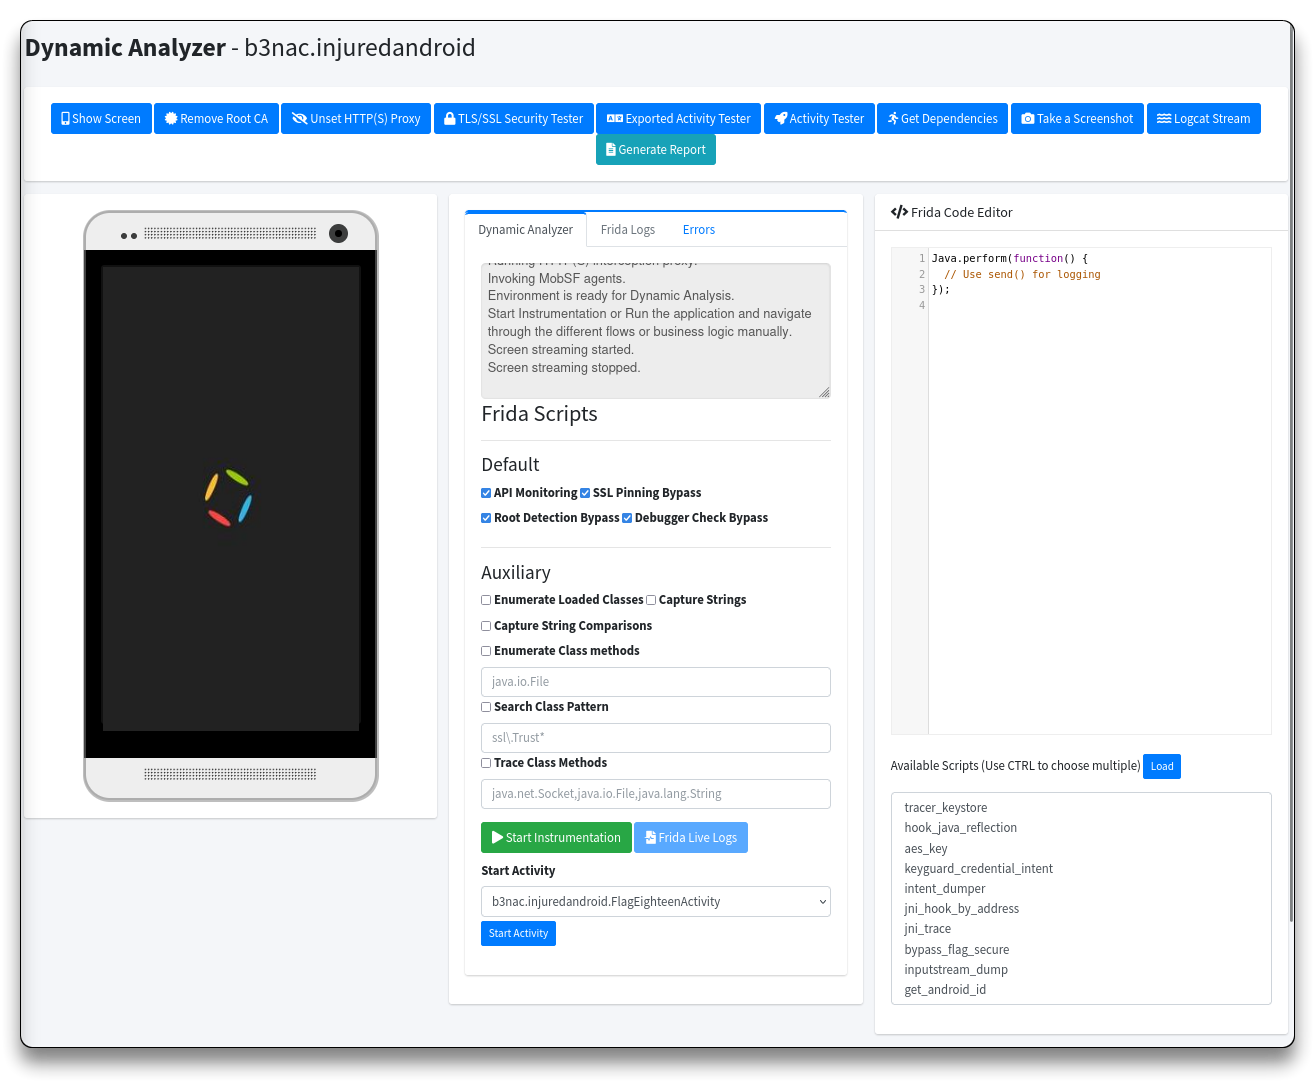 Dynamic Analyzer - b3nac.injuredandroid
Show Screen
Remove Root CA
Unset HTTP(S) Proxy
TLS/SSL Security Tester
Exported Activity Tester
Activity Tester
Get Dependencies
Take a Screenshot
Logcat Stream
Generate Report
Dynamic Analyzer
Frida Logs
Errors
Running HTTP(S) interception proxy.
Invoking MobSF agents.
Environment is ready for Dynamic Analysis.
Start Instrumentation or Run the application and navigate
through the different flows or business logic manually.
Screen streaming started.
Screen streaming stopped.
Frida Scripts
Default
API Monitoring SSL Pinning Bypass
Root Detection Bypass Debugger Check Bypass
Auxiliary
Enumerate Loaded Classes Capture Strings
Capture String Comparisons
Enumerate Class methods
java.io.File
Search Class Pattern
ssl\.Trust*
Trace Class Methods
java.net.Socket,java.io.File,java.lang.String
Start Instrumentation
Frida Live Logs
Start Activity
b3nac.injuredandroid.FlagEighteenActivity
Start Activity
Frida Code Editor
1 Java.perform(function() {
2 // Use send() for logging
3 });
4
Available Scripts (Use CTRL to choose multiple) Load
tracer_keystore
hook_java_reflection
aes_key
keyguard_credential_intent
intent_dumper
jni_hook_by_address
jni_trace
bypass_flag_secure
inputstream_dump
get_android_id